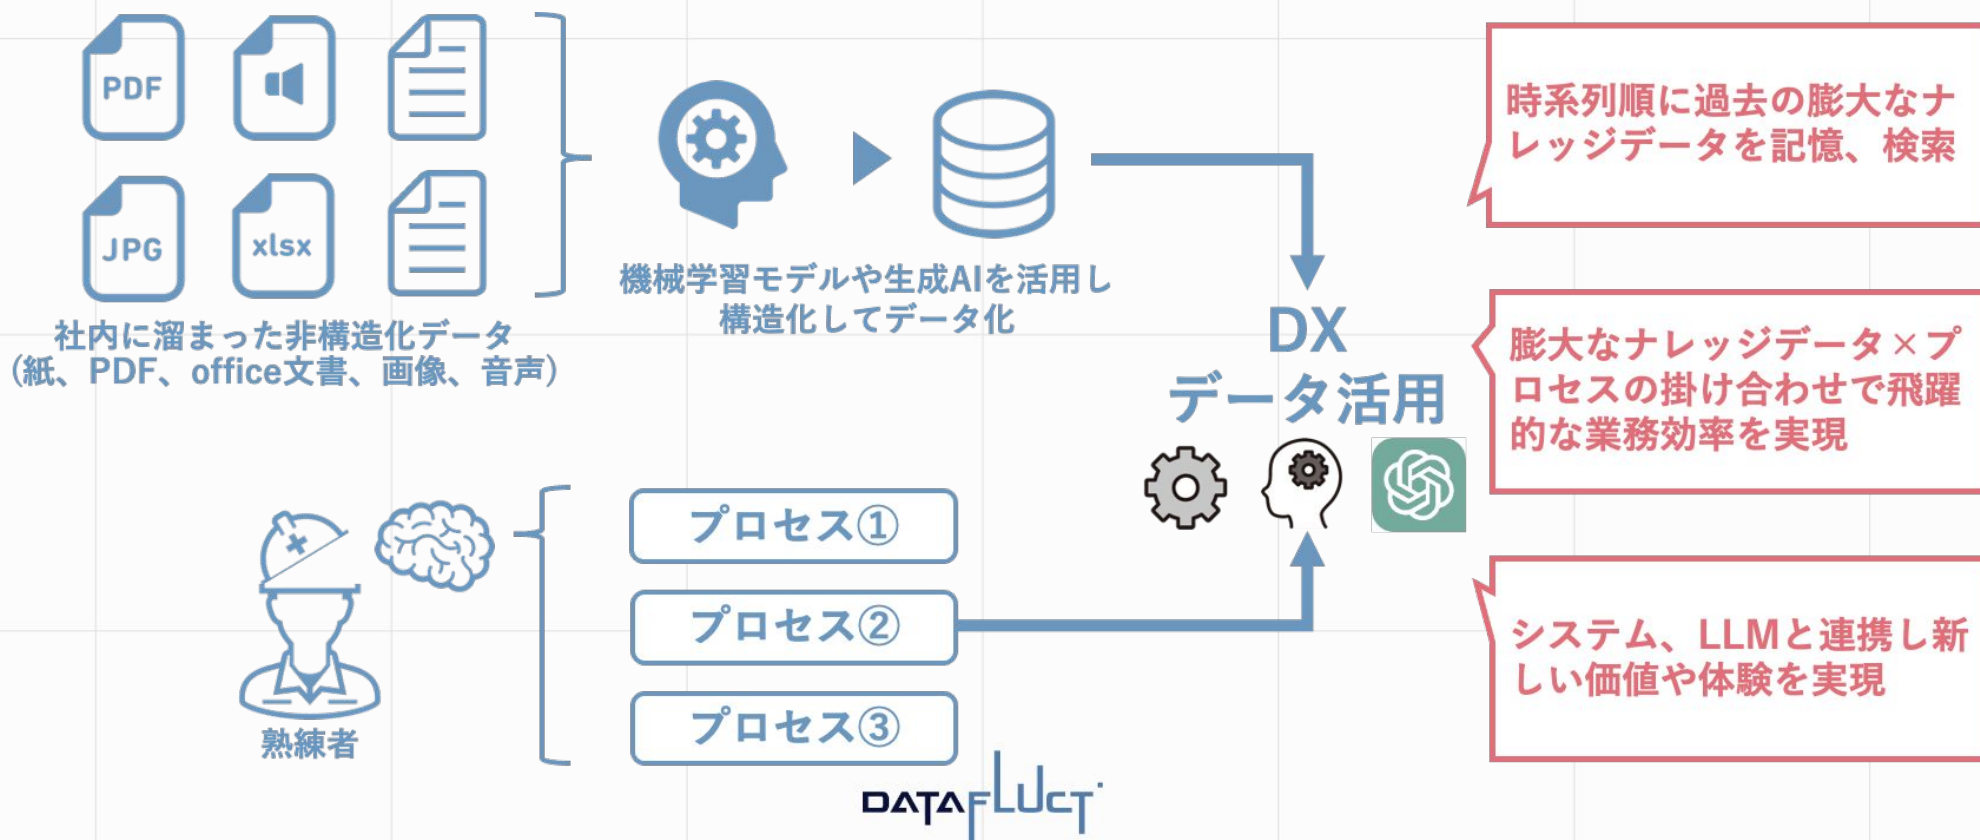 PDF
JPG
xlsx
社内に溜まった非構造化データ
(紙、PDF、office文書、画像、音声)
機械学習モデルや生成AIを活用し
構造化してデータ化
DX
データ活用
熟練者
プロセス①
プロセス②
プロセス③
時系列順に過去の膨大なナ
レッジデータを記憶、検索
膨大なナレッジデータ×プ
ロセスの掛け合わせで飛躍
的な業務効率を実現
システム、LLMと連携し新
しい価値や体験を実現
DATAFLUCT